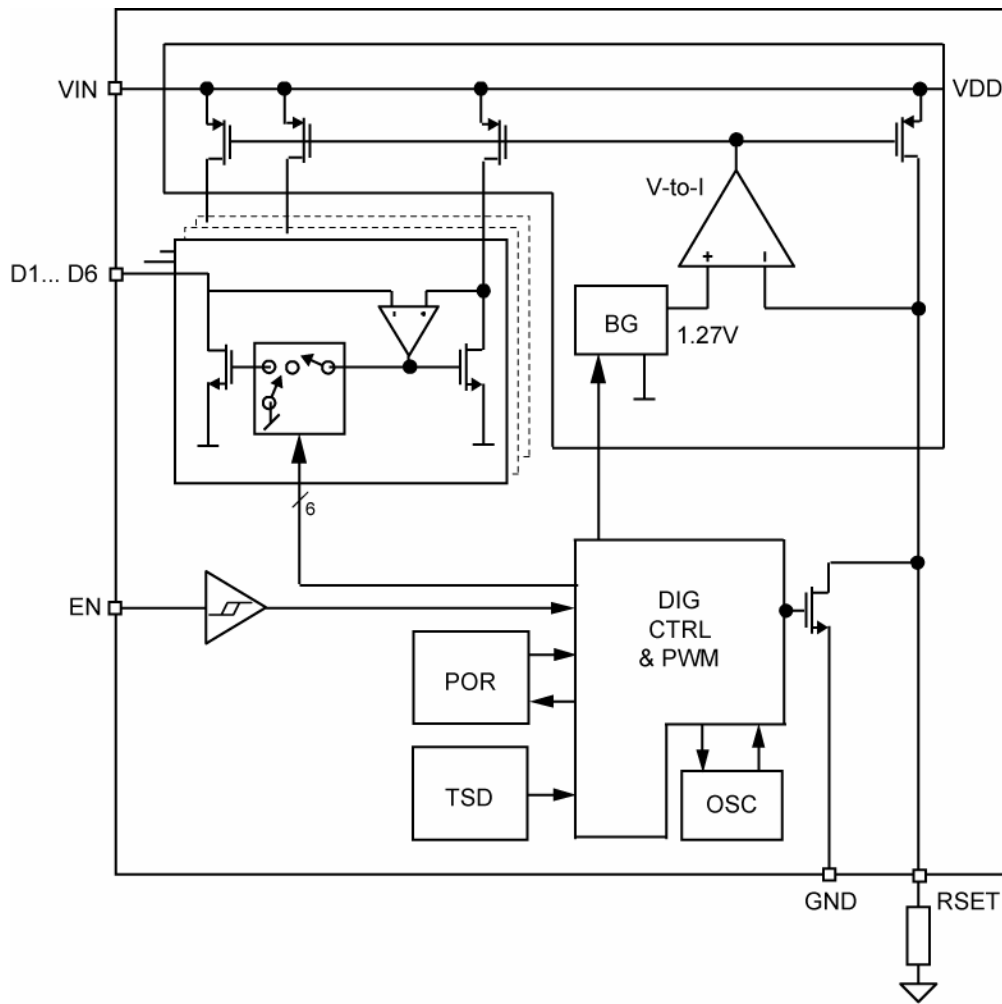 VIN
VDD
V-to-I
+
-
D1... D6
- +
BG
1.27V
6
EN
DIG
CTRL
& PWM
POR
TSD
OSC
GND
RSET